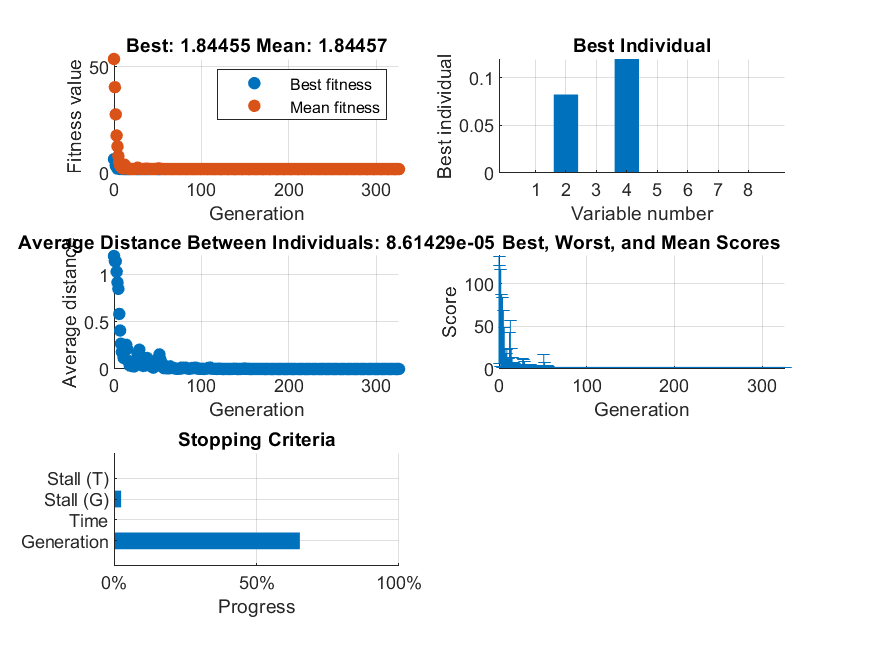 Best: 1.84455 Mean: 1.84457
Fitness value
50
0
Best fitness
Mean fitness
0 100 200 300
Generation
Best Individual
Best individual
0.1
0.05
0
1 2 3 4 5 6 7 8
Variable number
Average Distance Between Individuals: 8.61429e-05
Average distance
1
0.5
0
0 100 200 300
Generation
Best, Worst, and Mean Scores
Score
100
50
0
0 100 200 300
Generation
Stopping Criteria
Stall (T)
Stall (G)
Time
Generation
0% 50% 100%
Progress